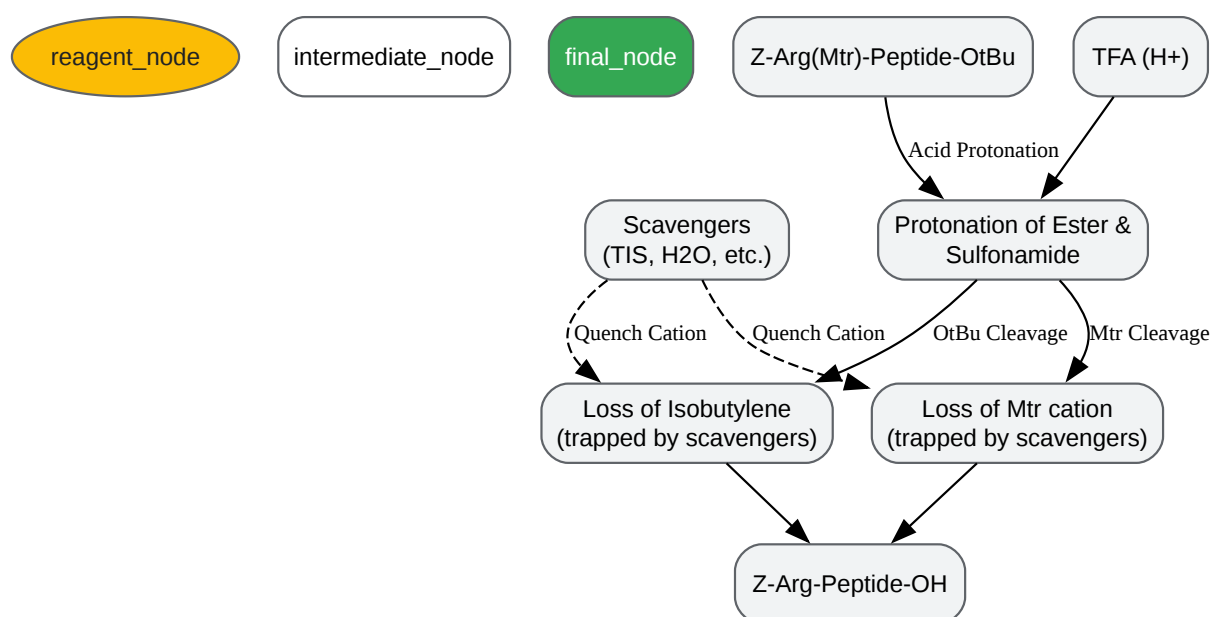 reagent_node
intermediate_node
final_node
Z-Arg(Mtr)-Peptide-OtBu
TFA (H+)
Acid Protonation
Scavengers
(TIS, H2O, etc.)
Protonation of Ester &
Sulfonamide
Quench Cation
Quench Cation
OtBu Cleavage
Mtr Cleavage
Loss of Isobutylene
(trapped by scavengers)
Loss of Mtr cation
(trapped by scavengers)
Z-Arg-Peptide-OH